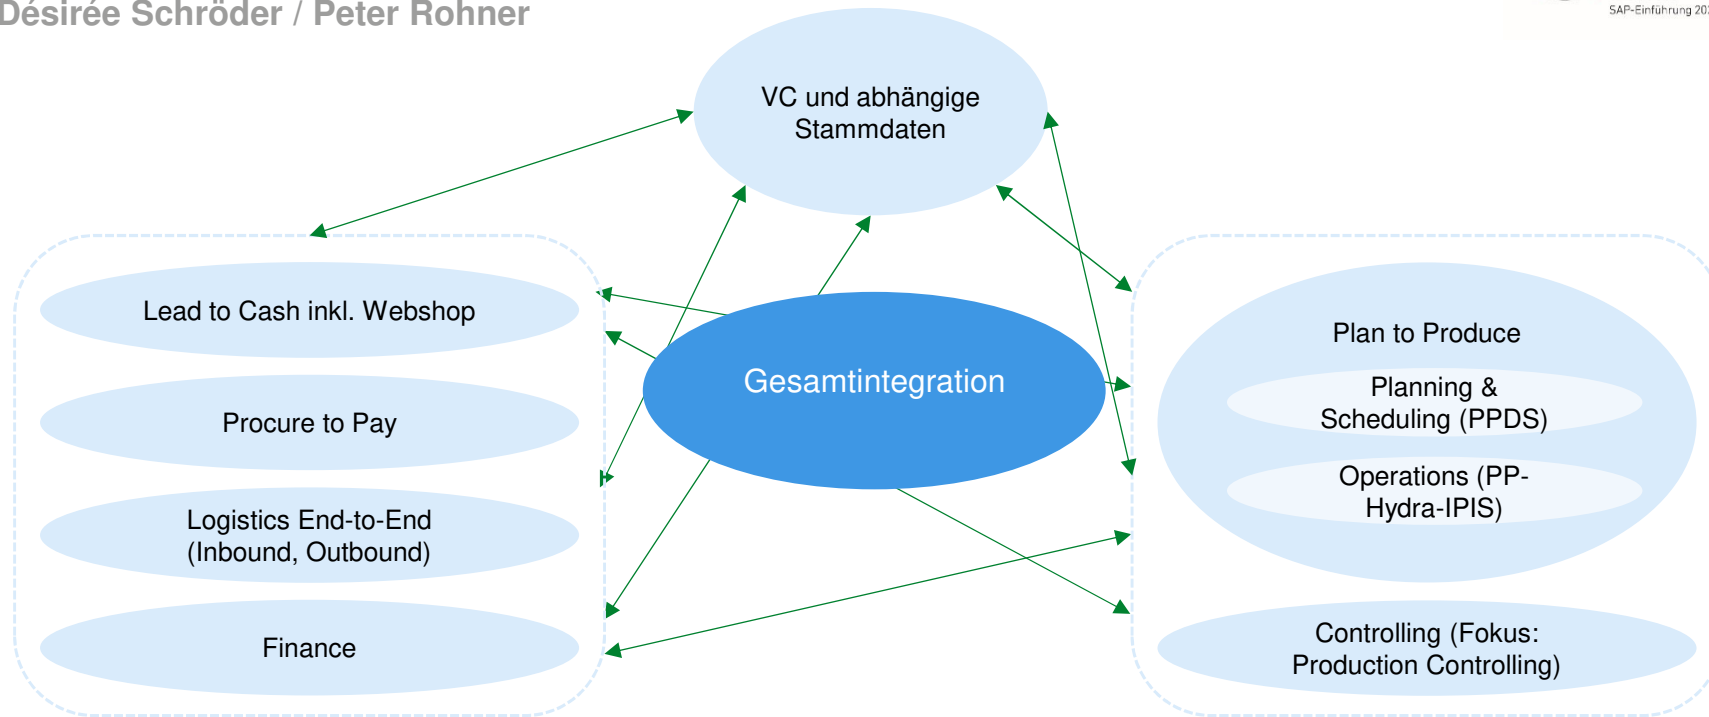 Désirée Schröder / Peter Rohner
SAP-Einführung
VC und abhängige
Stammdaten
Lead to Cash inkl. Webshop
Procure to Pay
Logistics End-to-End
(Inbound, Outbound)
Finance
Gesamtintegration
Plan to Produce
Planning &
Scheduling (PPDS)
Operations (PP-
Hydra-IPIS)
Controlling (Fokus:
Production Controlling)